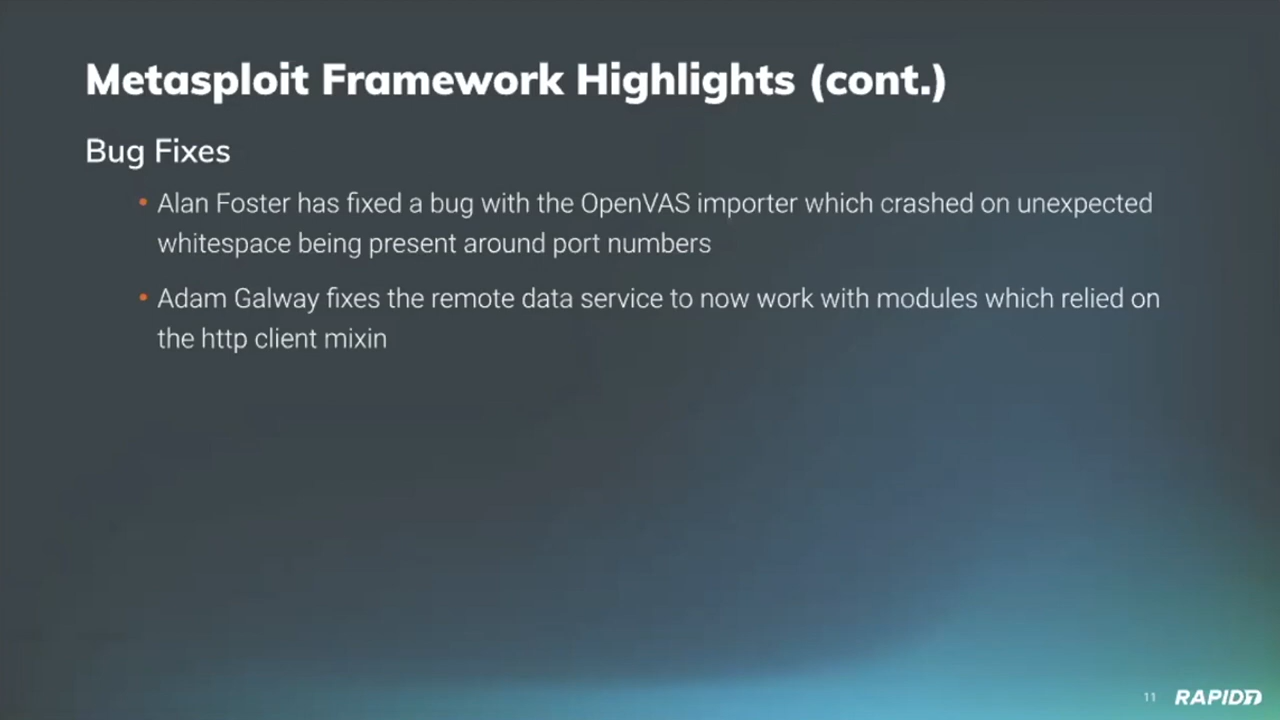 Metasploit Framework Highlights (cont.)
Bug Fixes
• Alan Foster has fixed a bug with the OpenVAS importer which crashed on unexpected
whitespace being present around port numbers
• Adam Galway fixes the remote data service to now work with modules which relied on
the http client mixin
11 RAPID7